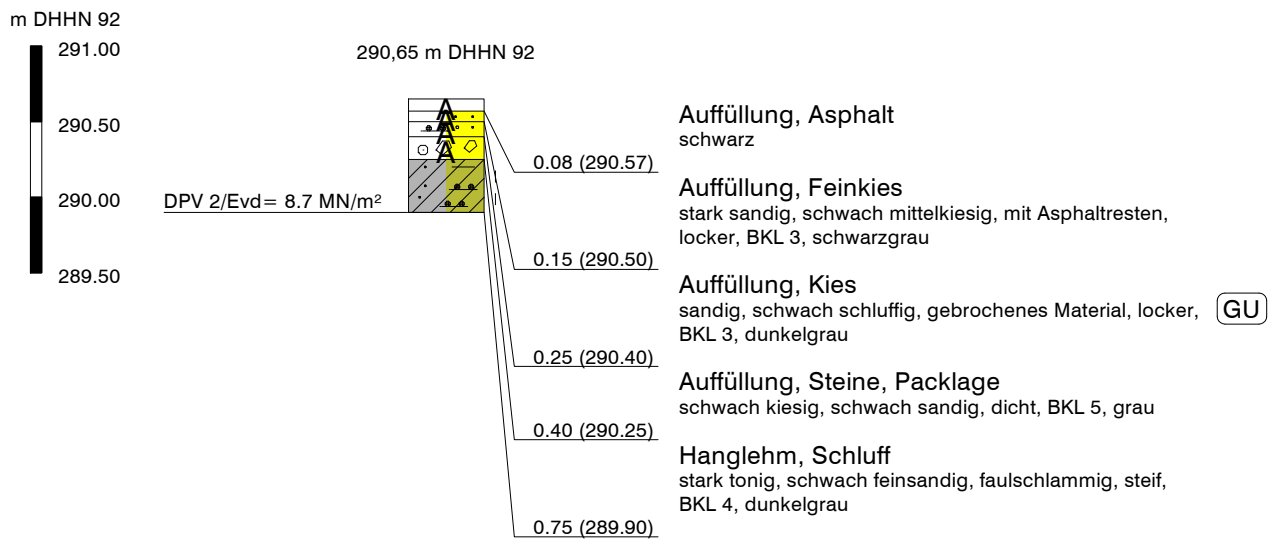 m DHHN 92
291.00
290.50
290.00
289.50
290,65 m DHHN 92
A
A
A
A
DPV 2/Evd= 8.7 MN/m²
0.08 (290.57)
Auffüllung, Asphalt
schwarz
0.15 (290.50)
Auffüllung, Feinkies
stark sandig, schwach mittelkiesig, mit Asphaltresten,
locker, BKL 3, schwarzgrau
0.25 (290.40)
Auffüllung, Kies
sandig, schwach schluffig, gebrochenes Material, locker,
BKL 3, dunkelgrau
GU
0.40 (290.25)
Auffüllung, Steine, Packlage
schwach kiesig, schwach sandig, dicht, BKL 5, grau
0.75 (289.90)
Hanglehm, Schluff
stark tonig, schwach feinsandig, faulschlammig, steif,
BKL 4, dunkelgrau